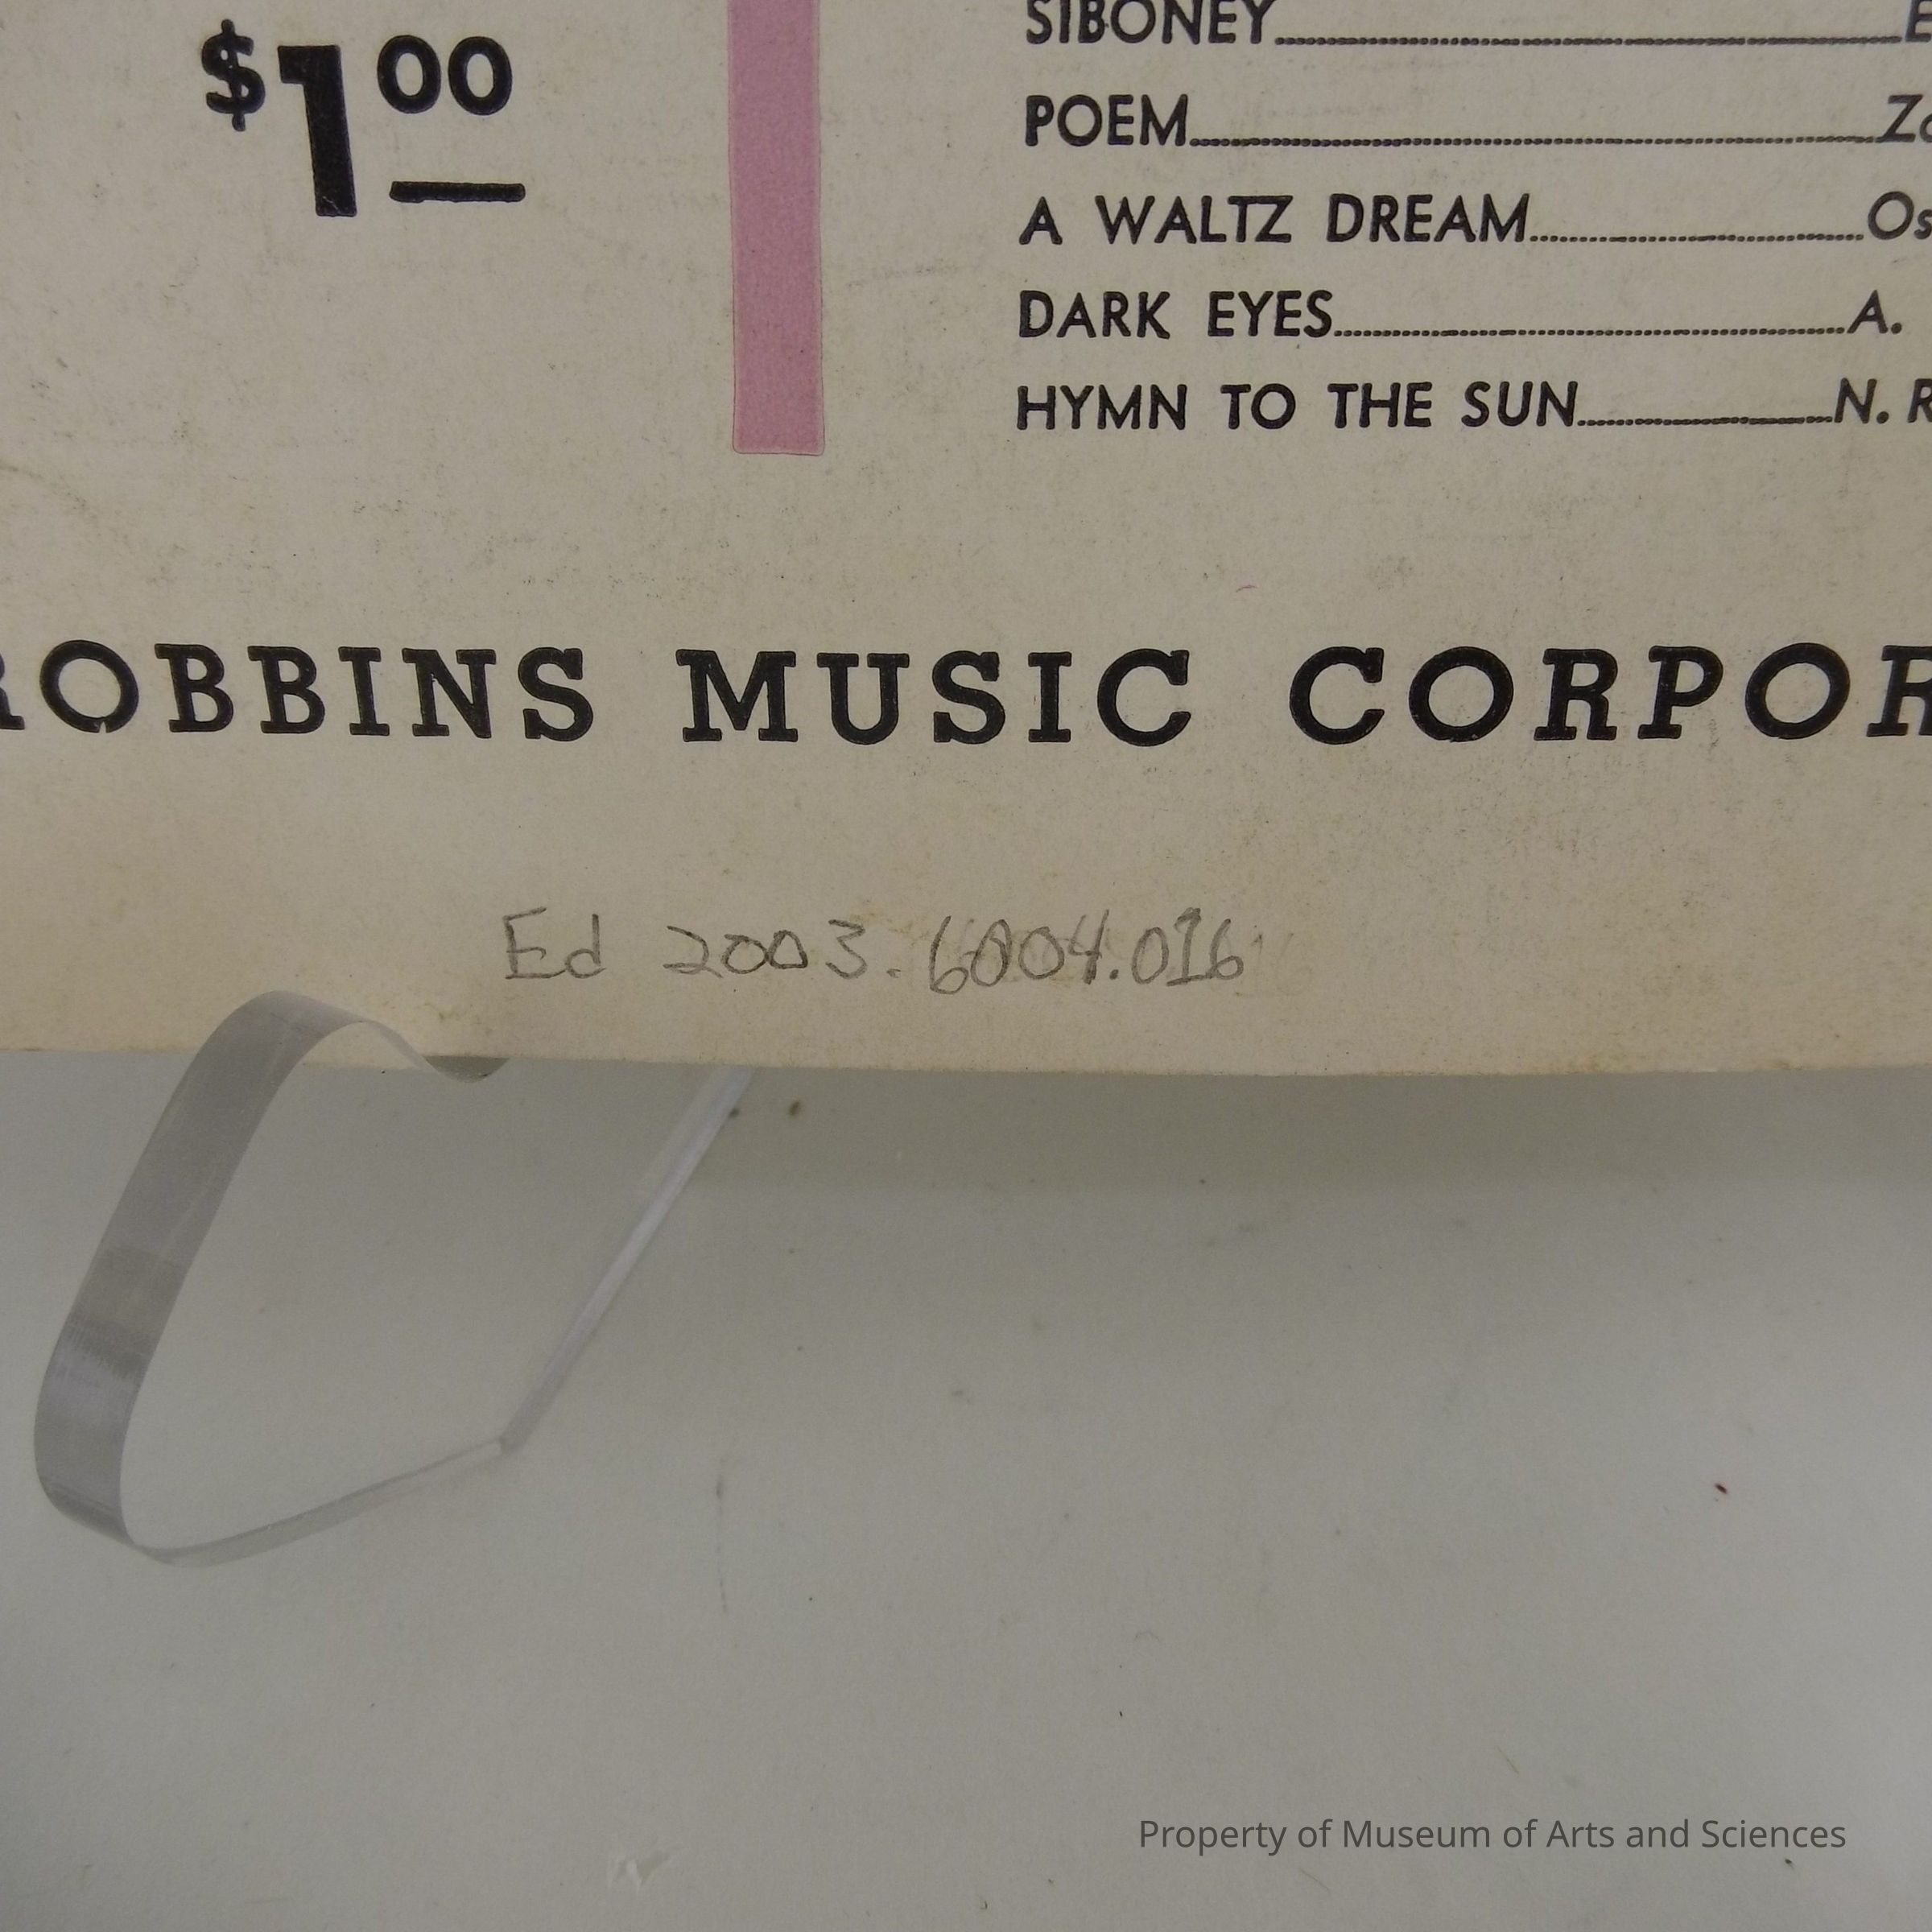 $1 00
SIBONEY
POEM
A WALTZ DREAM
DARK EYES A.
HYMN TO THE SUN N. R
ROBBINS MUSIC CORPOR
Ed 2003.6004.016
Property of Museum of Arts and Sciences